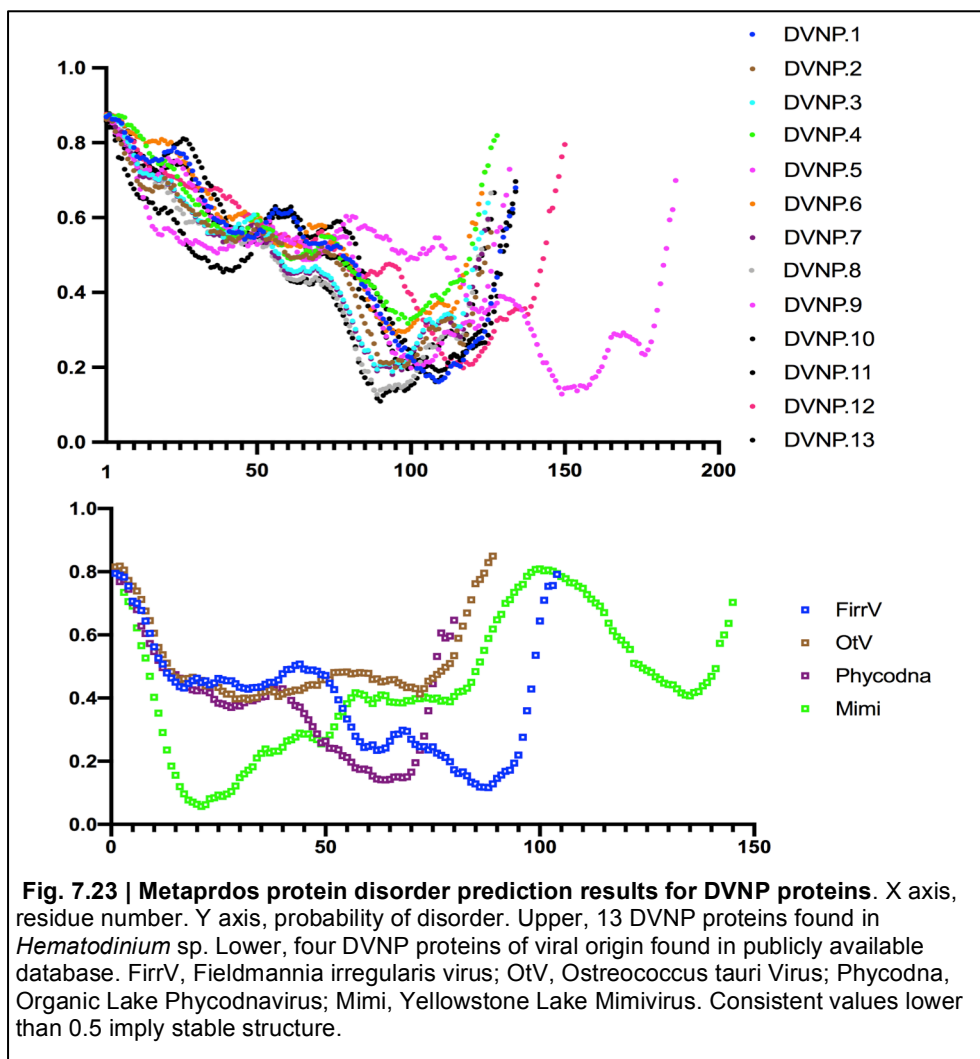 DVNP.1
DVNP.2
DVNP.3
DVNP.4
DVNP.5
DVNP.6
DVNP.7
DVNP.8
DVNP.9
DVNP.10
DVNP.11
DVNP.12
DVNP.13
1.0
0.8
0.6
0.4
0.2
0.0
1 50 100 150 200
1.0
0.8
0.6
0.4
0.2
0.0
0 50 100 150
FirrV
OtV
Phycodna
Mimi
Fig. 7.23 | Metaprdos protein disorder prediction results for DVNP proteins. X axis,
residue number. Y axis, probability of disorder. Upper, 13 DVNP proteins found in
Hematodinium sp. Lower, four DVNP proteins of viral origin found in publicly available
database. FirrV, Fieldmannia irregularis virus; OtV, Ostreococcus tauri Virus; Phycodna,
Organic Lake Phycodnavirus; Mimi, Yellowstone Lake Mimivirus. Consistent values lower
than 0.5 imply stable structure.